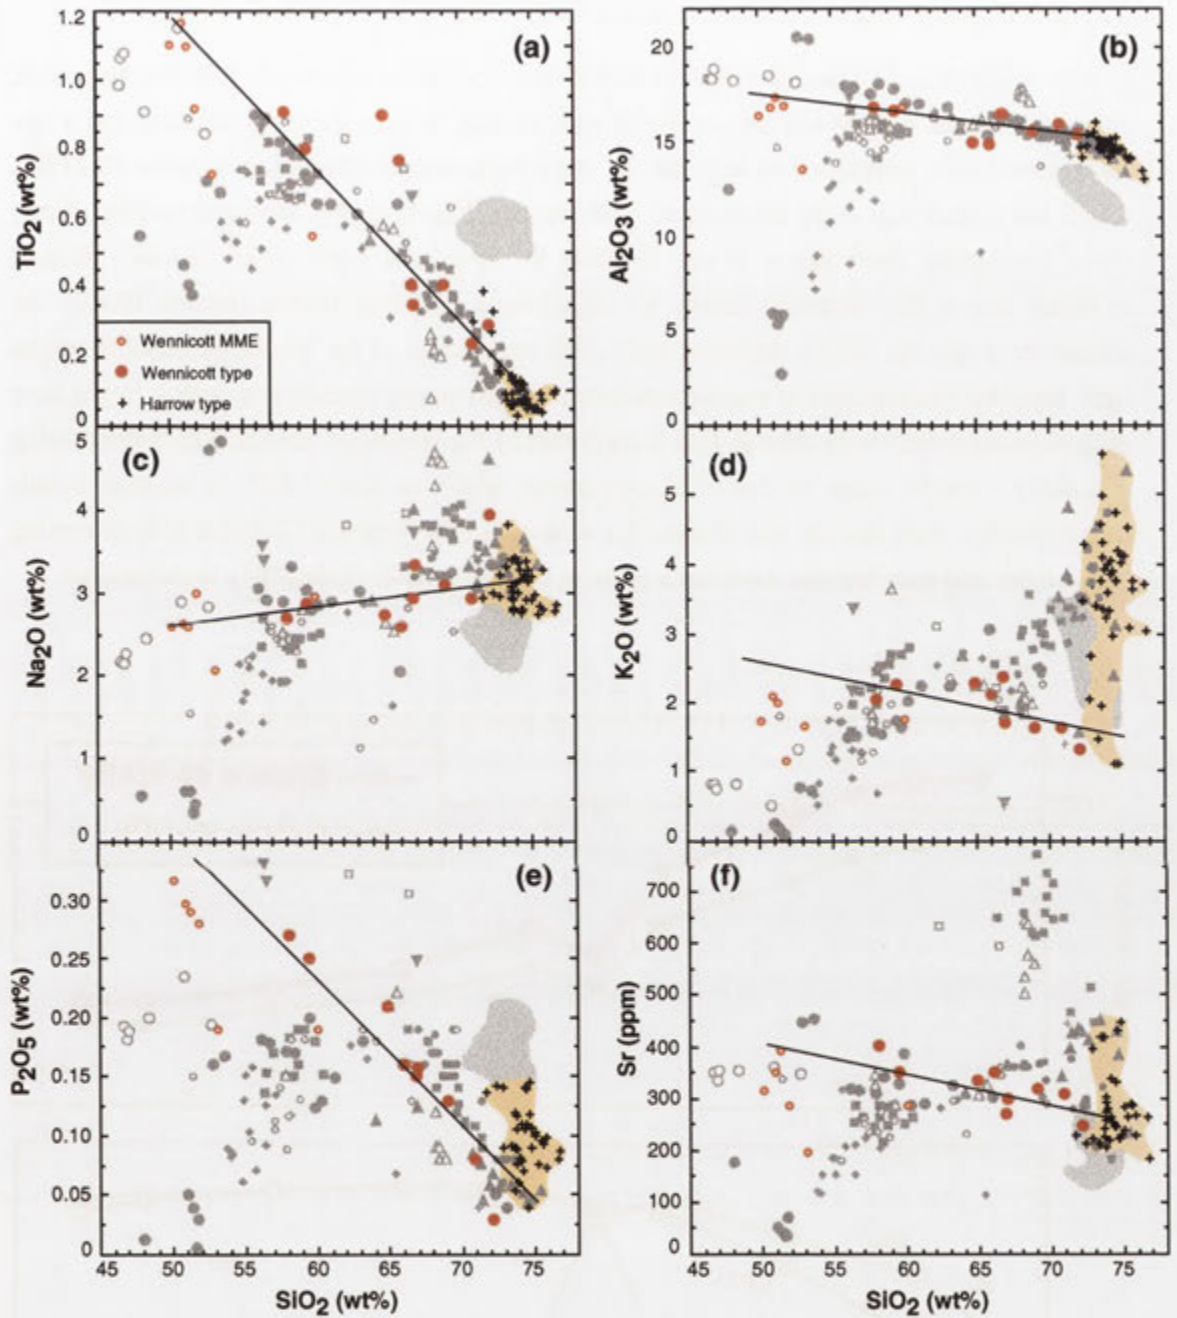 (a)
1.2
1.0
0.8
0.6
0.4
0.2
0
TiO2 (wt%)
Wennicott MME
Wennicott type
Harrow type
(b)
20
15
10
5
0
Al2O3 (wt%)
(c)
5
4
3
2
1
0
Na2O (wt%)
(d)
5
4
3
2
1
0
K2O (wt%)
(e)
0.30
0.25
0.20
0.15
0.10
0.05
0
P2O5 (wt%)
45 50 55 60 65 70 75
SiO2 (wt%)
(f)
700
600
500
400
300
200
100
0
Sr (ppm)
45 50 55 60 65 70 75
SiO2 (wt%)